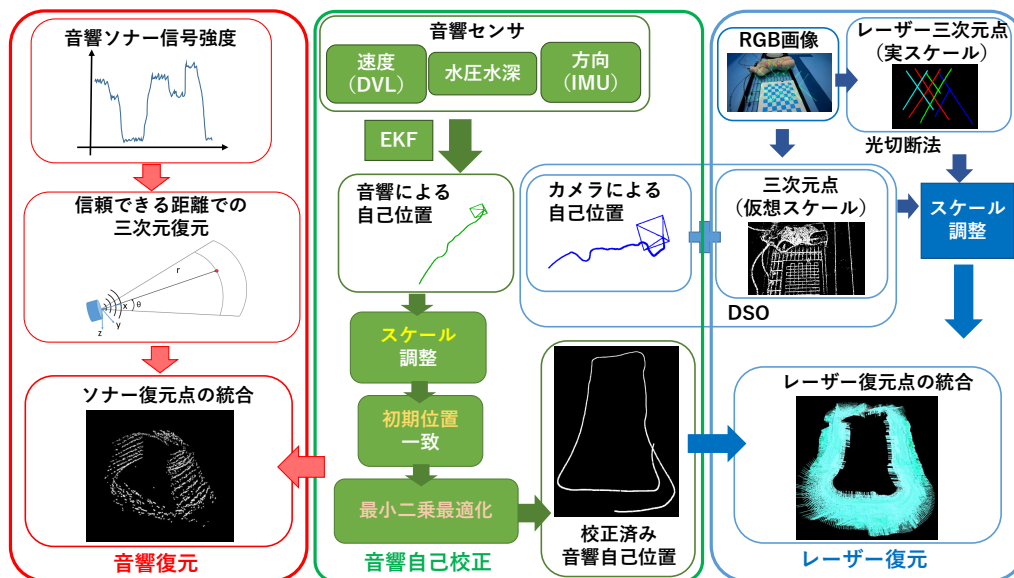 音響ソナー信号強度
信頼できる距離での
三次元復元
r
x
θ
y
z
ソナー復元点の統合
音響復元
音響センサ
速度
(DVL)
水圧水深
方向
(IMU)
EKF
音響による
自己位置
スケール
調整
初期位置
一致
最小二乗最適化
音響自己校正
カメラによる
自己位置
三次元点
(仮想スケール)
DSO
校正済み
音響自己位置
RGB画像
レーザー三次元点
(実スケール)
光切断法
スケール
調整
レーザー復元点の統合
レーザー復元